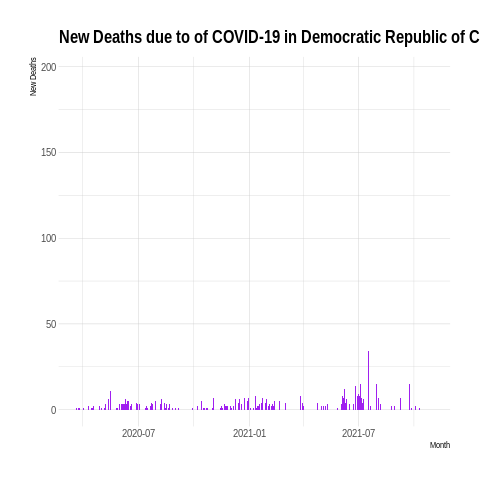 New Deaths due to of COVID-19 in Democratic Republic of C
New Deaths
200
150
100
50
0
2020-07 2021-01 2021-07
Month